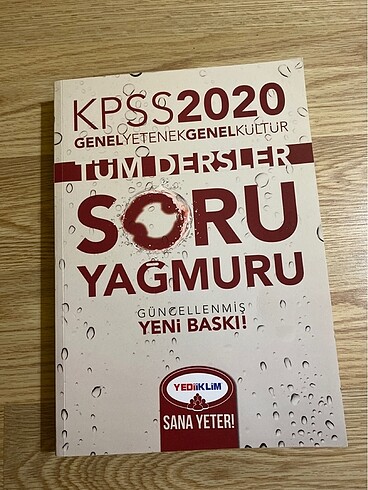 KPSS2020
GENELYETENEKGENELKÜLTÜR
TÜM DERSLER
SORU
YAĞMURU
GÜNCELLENMİŞ
YENİ BASKI!
YEDİİKLİM
SANA YETER!